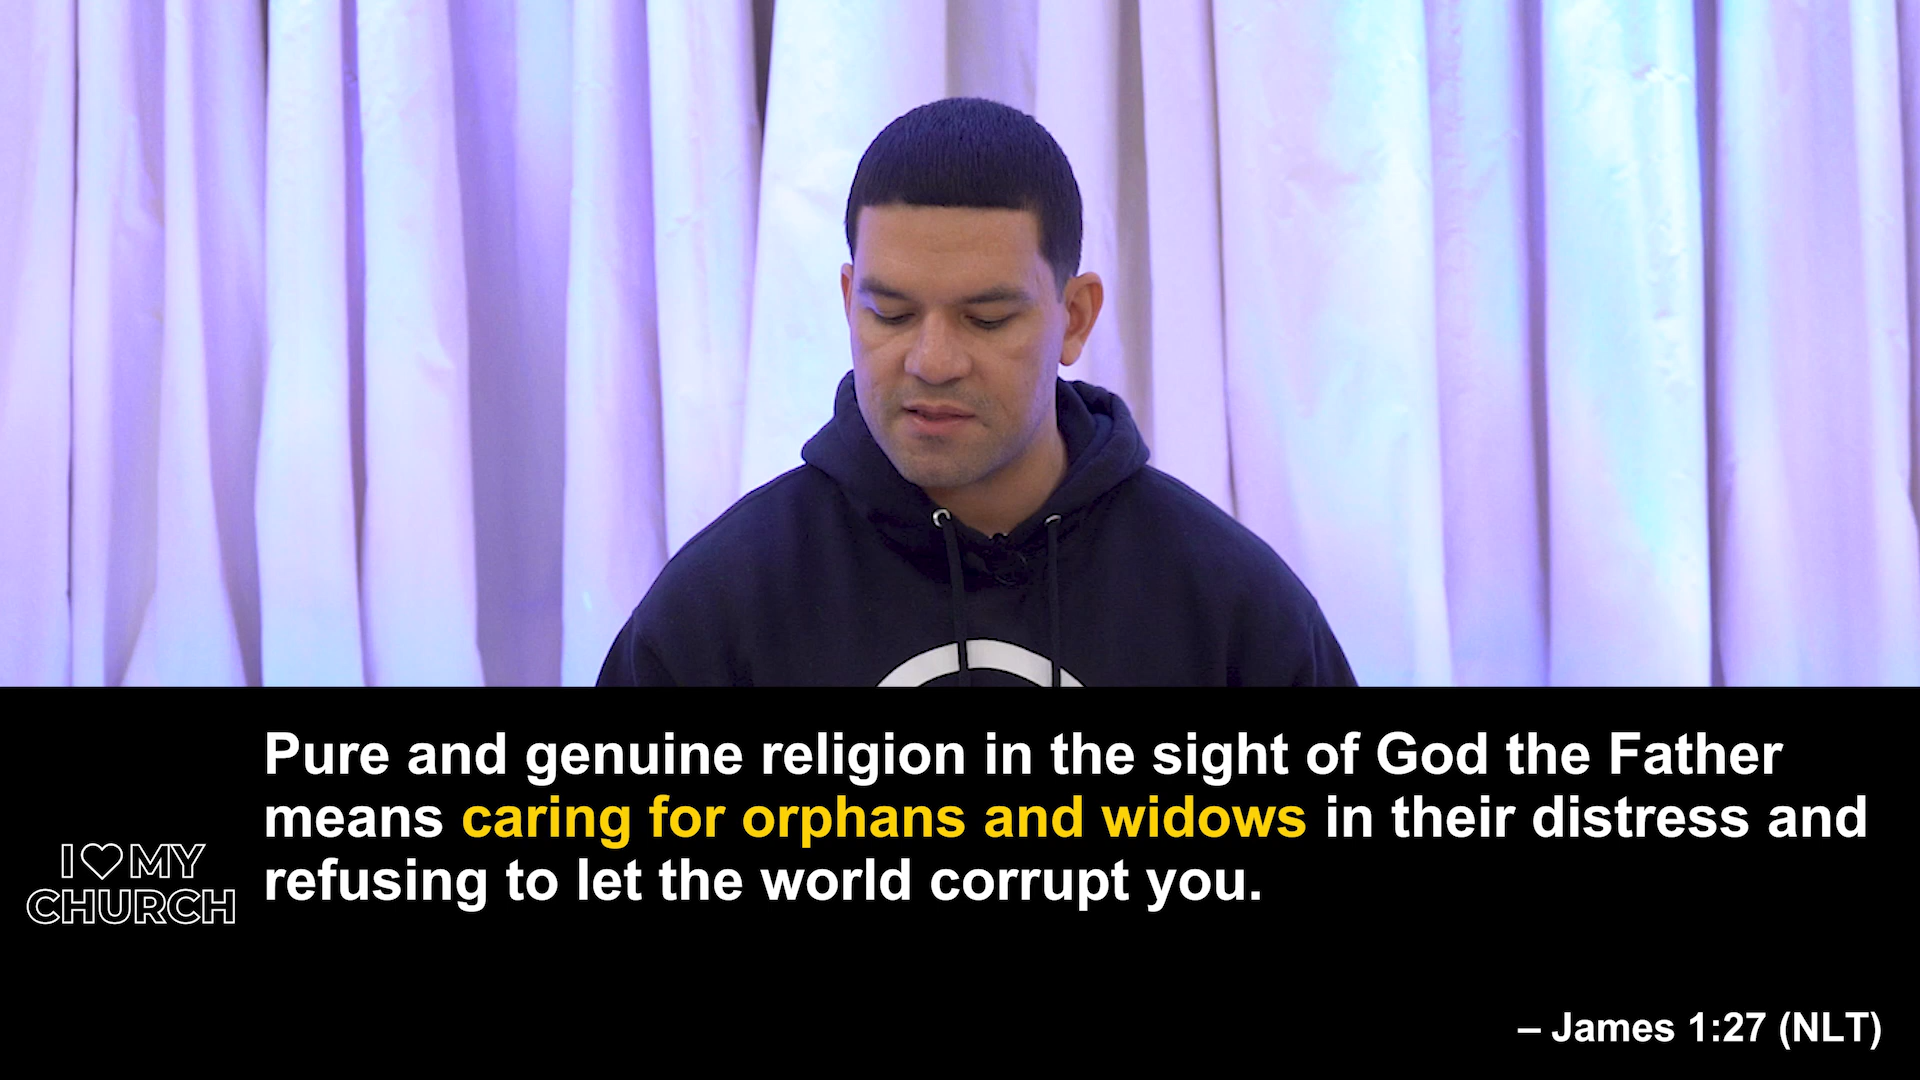 Pure and genuine religion in the sight of God the Father
means caring for orphans and widows in their distress and
refusing to let the world corrupt you.
I♡MY
CHURCH
– James 1:27 (NLT)